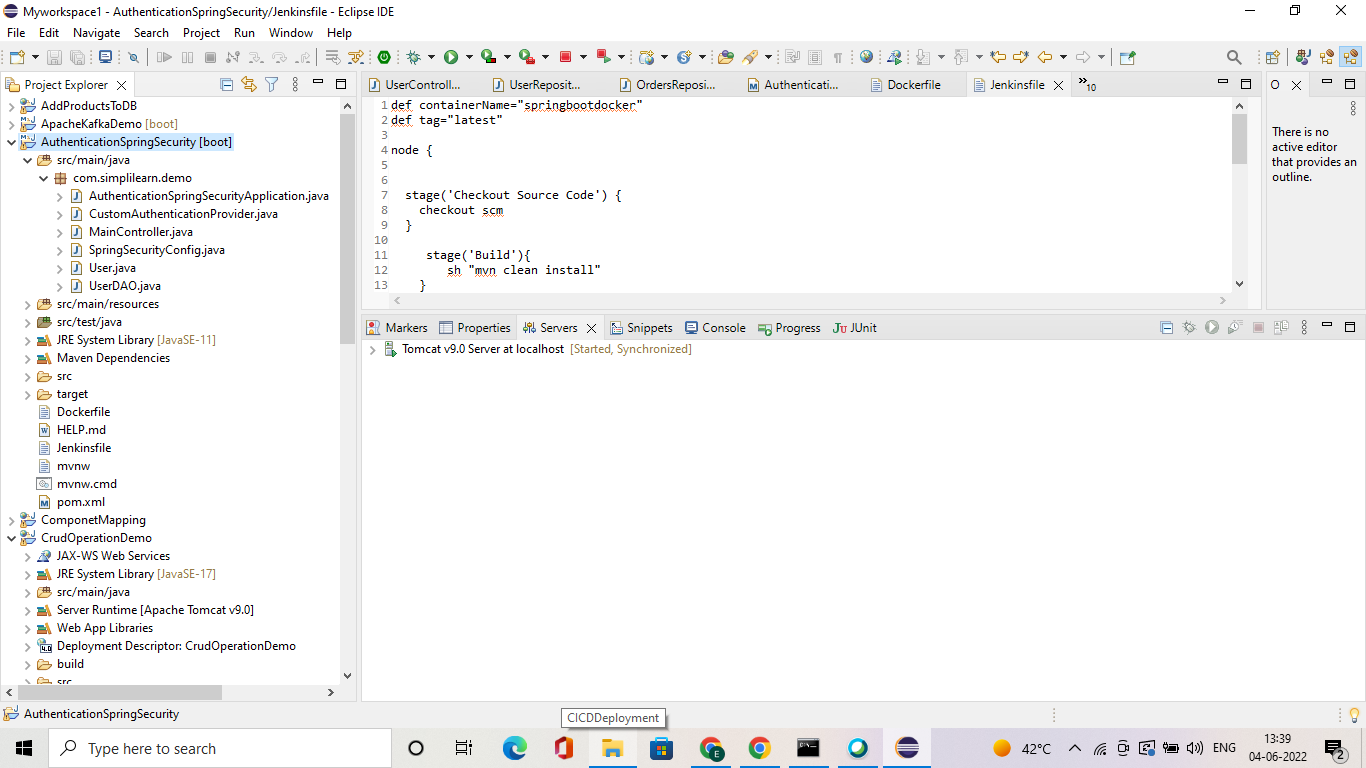 Myworkspace1 - AuthenticationSpringSecurity/Jenkinsfile - Eclipse IDE
File Edit Navigate Search Project Run Window Help
Project Explorer
AddProductsToDB
ApacheKafkaDemo [boot]
AuthenticationSpringSecurity [boot]
src/main/java
com.simplilearn.demo
AuthenticationSpringSecurityApplication.java
CustomAuthenticationProvider.java
MainController.java
SpringSecurityConfig.java
User.java
UserDAO.java
src/main/resources
src/test/java
JRE System Library [JavaSE-11]
Maven Dependencies
src
target
Dockerfile
HELP.md
Jenkinsfile
mvnw
mvnw.cmd
pom.xml
ComponetMapping
CrudOperationDemo
JAX-WS Web Services
JRE System Library [JavaSE-17]
src/main/java
Server Runtime [Apache Tomcat v9.0]
Web App Libraries
Deployment Descriptor: CrudOperationDemo
build
src
UserControll... UserReposit... OrdersReposi... Authenticati... Dockerfile Jenkinsfile »10
1 def containerName="springbootdocker"
2 def tag="latest"
3
4 node {
5
6
7 stage('Checkout Source Code') {
8 checkout scm
9 }
10
11 stage('Build'){
12 sh "mvn clean install"
13 }
O
There is no
active editor
that provides an
outline.
Markers Properties Servers Snippets Console Progress JUnit
Tomcat v9.0 Server at localhost [Started, Synchronized]
AuthenticationSpringSecurity
CICDDeployment
Type here to search
42°C ENG
13:39
04-06-2022
2